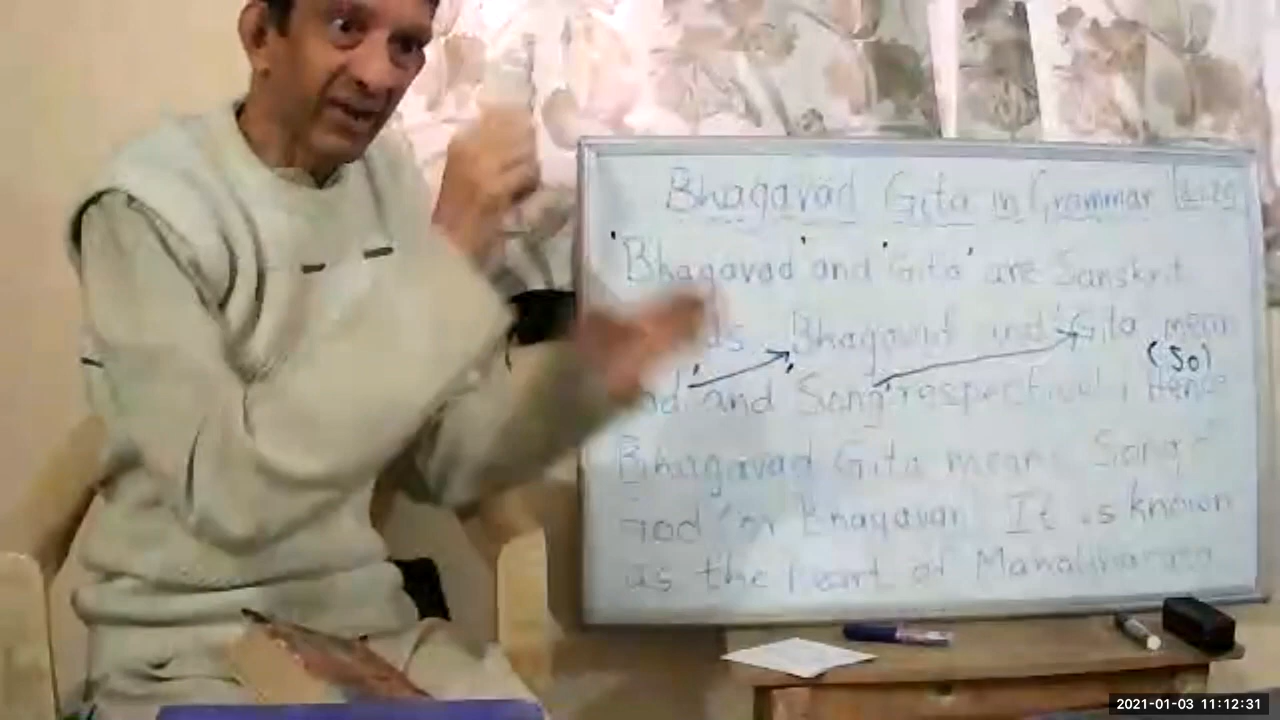 Bhagavad Gita in Grammar
'Bhagavad' and 'Gita' are Sanskrit
Bhagavad and 'Gita mean
(So)
and 'Song' respectively Hence
Bhagavad Gita means Song
God or Bhagavan It is known
as the heart of Mahabharata
2021-01-03 11:12:31